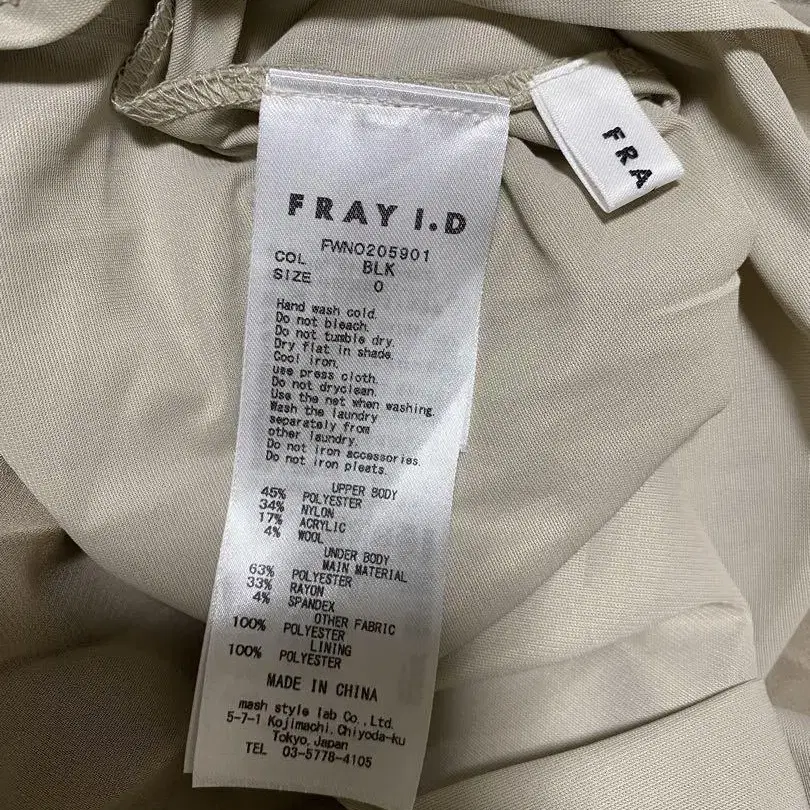 FRAY I.D
FWNO205901
COL BLK
SIZE 0
Hand wash cold.
Do not bleach.
Do not tumble dry.
Dry flat in shade.
Cool iron.
use press cloth.
Do not dryclean.
Use the net when washing.
Wash the laundry
separately from
other laundry.
Do not iron accessories.
Do not iron pleats.
UPPER BODY
45% POLYESTER
34% NYLON
17% ACRYLIC
4% WOOL
UNDER BODY
MAIN MATERIAL
63% POLYESTER
33% RAYON
4% SPANDEX
OTHER FABRIC
100% POLYESTER
LINING
100% POLYESTER
MADE IN CHINA
mash style lab Co.,Ltd.
5-7-1 Kojimachi,Chiyoda-ku
Tokyo,Japan
TEL 03-5778-4105
FRA